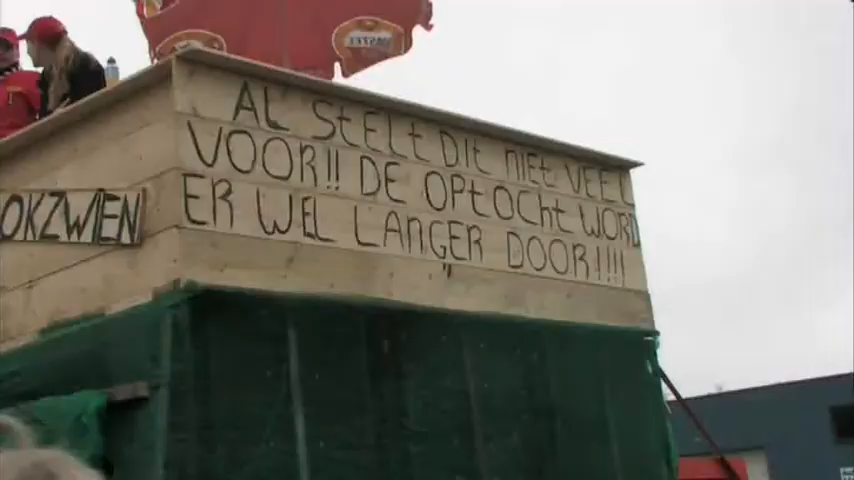 AL STELT DIT NIET VEEL
VOOR!! DE OPTOCHT WORD
ER WEL LANGER DOOR!!!!
OKZWIEN